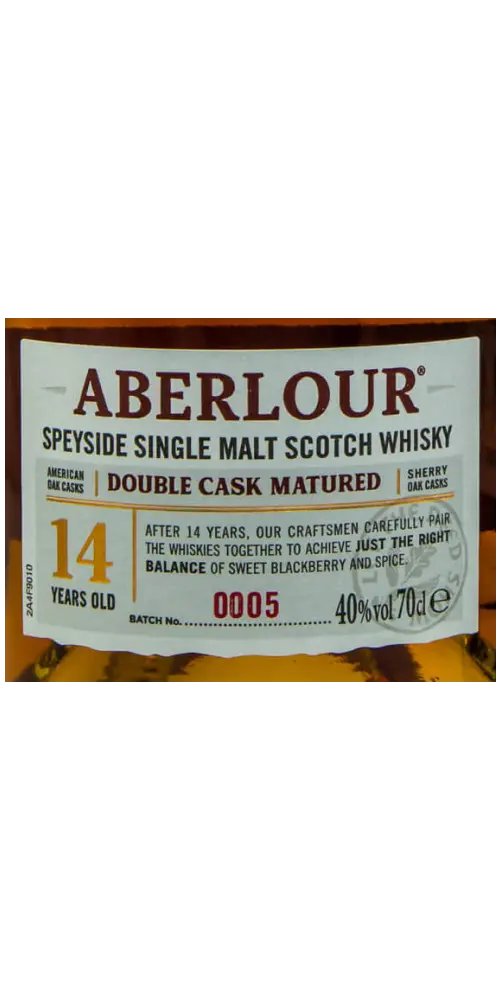 ABERLOUR®
SPEYSIDE SINGLE MALT SCOTCH WHISKY
AMERICAN OAK CASKS | DOUBLE CASK MATURED | SHERRY OAK CASKS
14
YEARS OLD
AFTER 14 YEARS, OUR CRAFTSMEN CAREFULLY PAIR
THE WHISKIES TOGETHER TO ACHIEVE JUST THE RIGHT
BALANCE OF SWEET BLACKBERRY AND SPICE.
BATCH No. 0005
40%vol 70cl e
2A4F9010